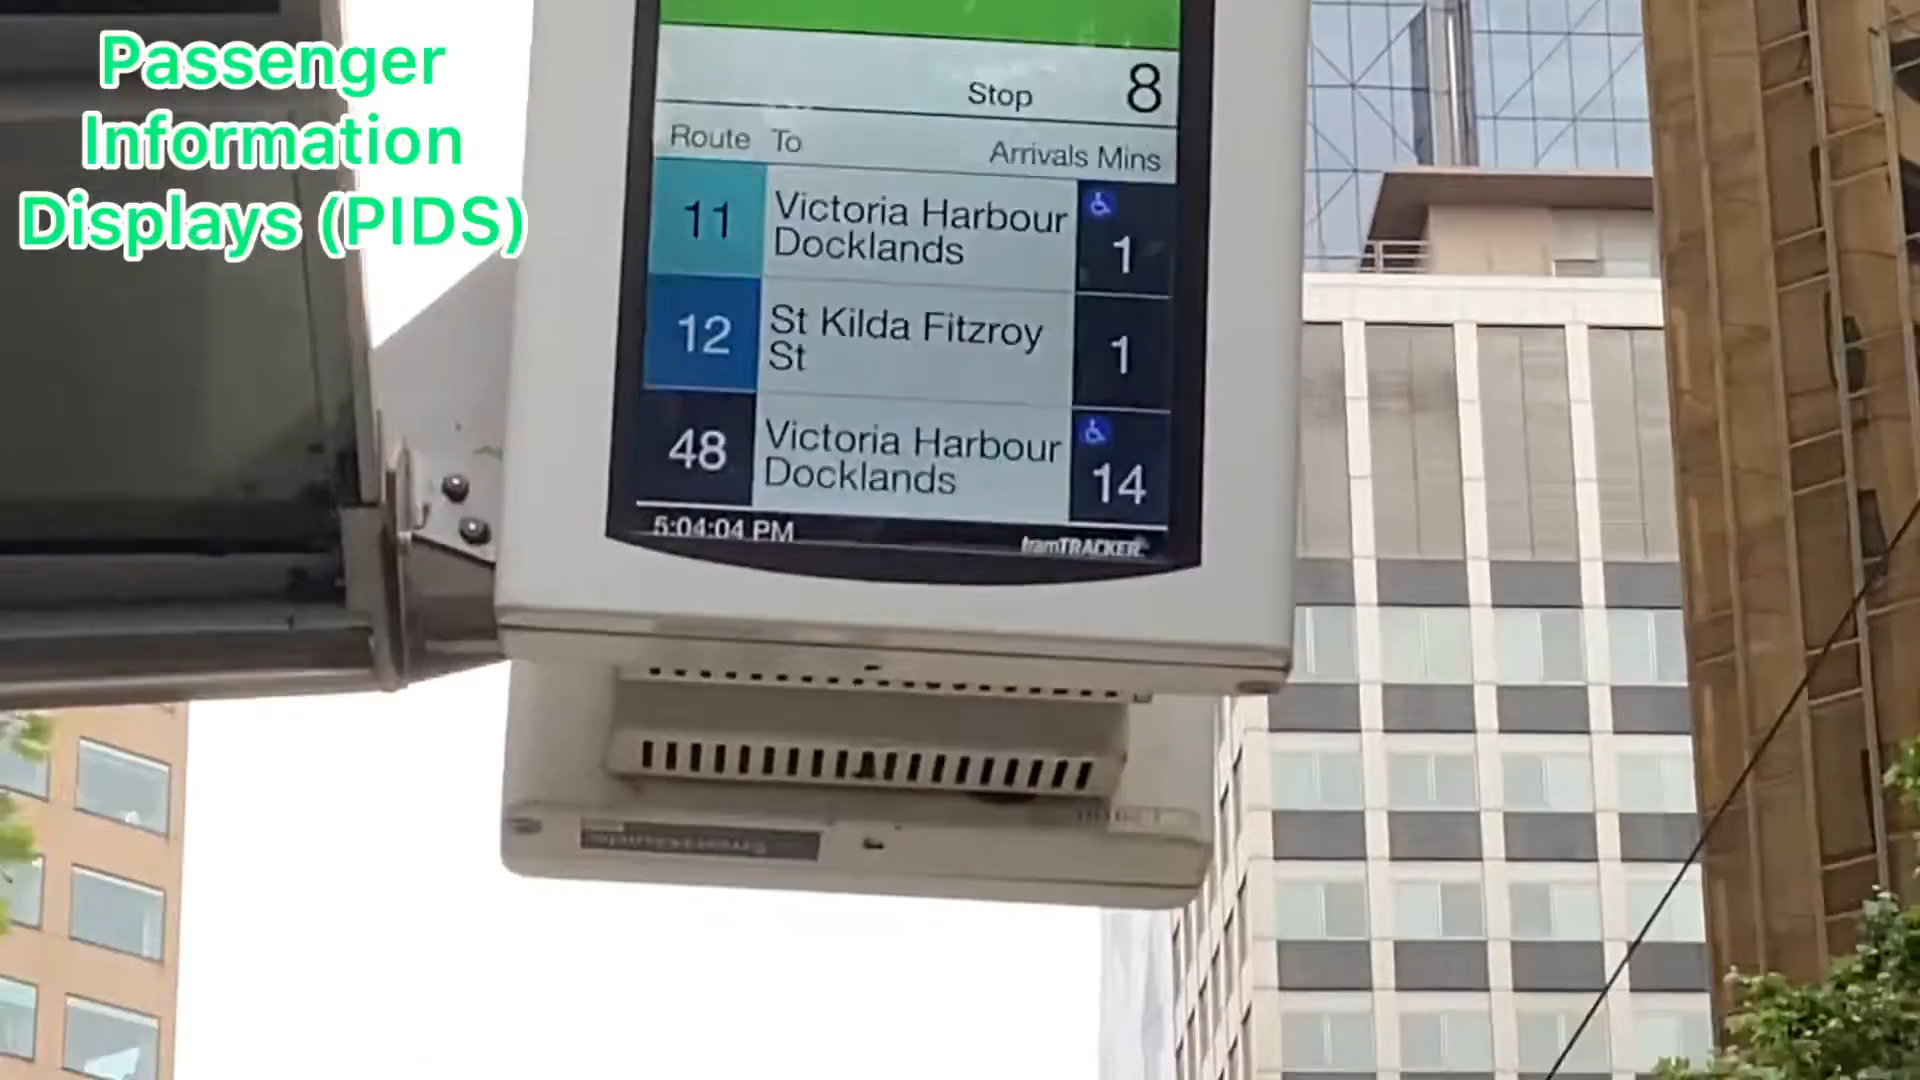 Passenger
Information
Displays (PIDS)
Stop 8
Route To Arrivals Mins
11 Victoria Harbour
Docklands 1
12 St Kilda Fitzroy
St 1
48 Victoria Harbour
Docklands 14
5:04:04 PM tramTRACKER